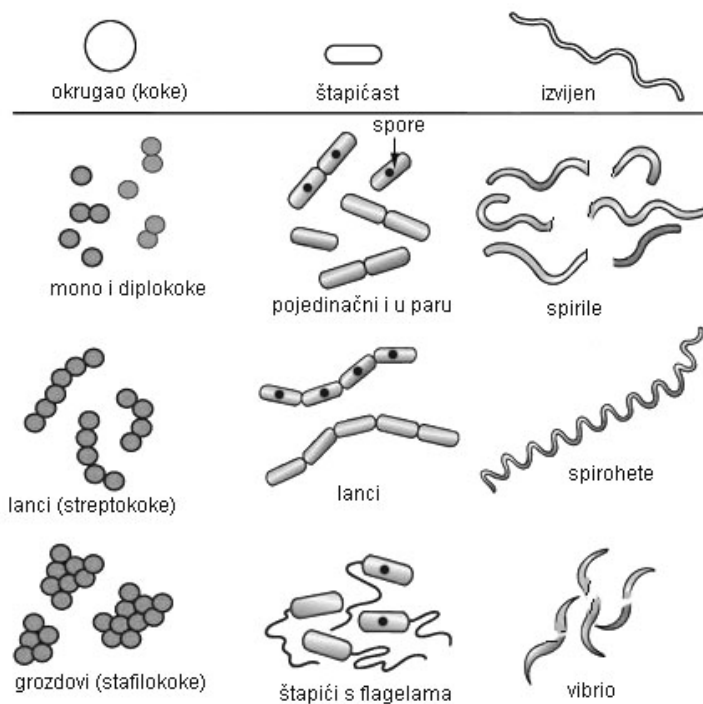 okrugao (koke)
štapićast
izvijen
spore
mono i diplokoke
pojedinačni i u paru
spirile
lanci (streptokoke)
lanci
spirohete
grozdovi (stafilokoke)
štapići s flagelama
vibrio